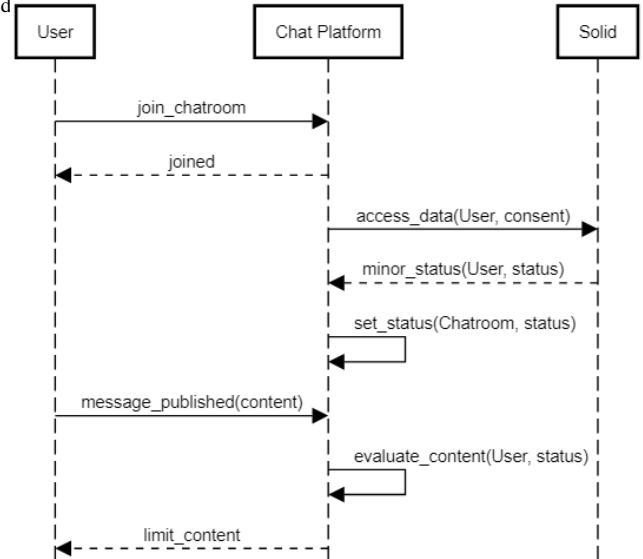 d
User
Chat Platform
Solid
join_chatroom
joined
access_data(User, consent)
minor_status(User, status)
set_status(Chatroom, status)
message_published(content)
evaluate_content(User, status)
limit_content